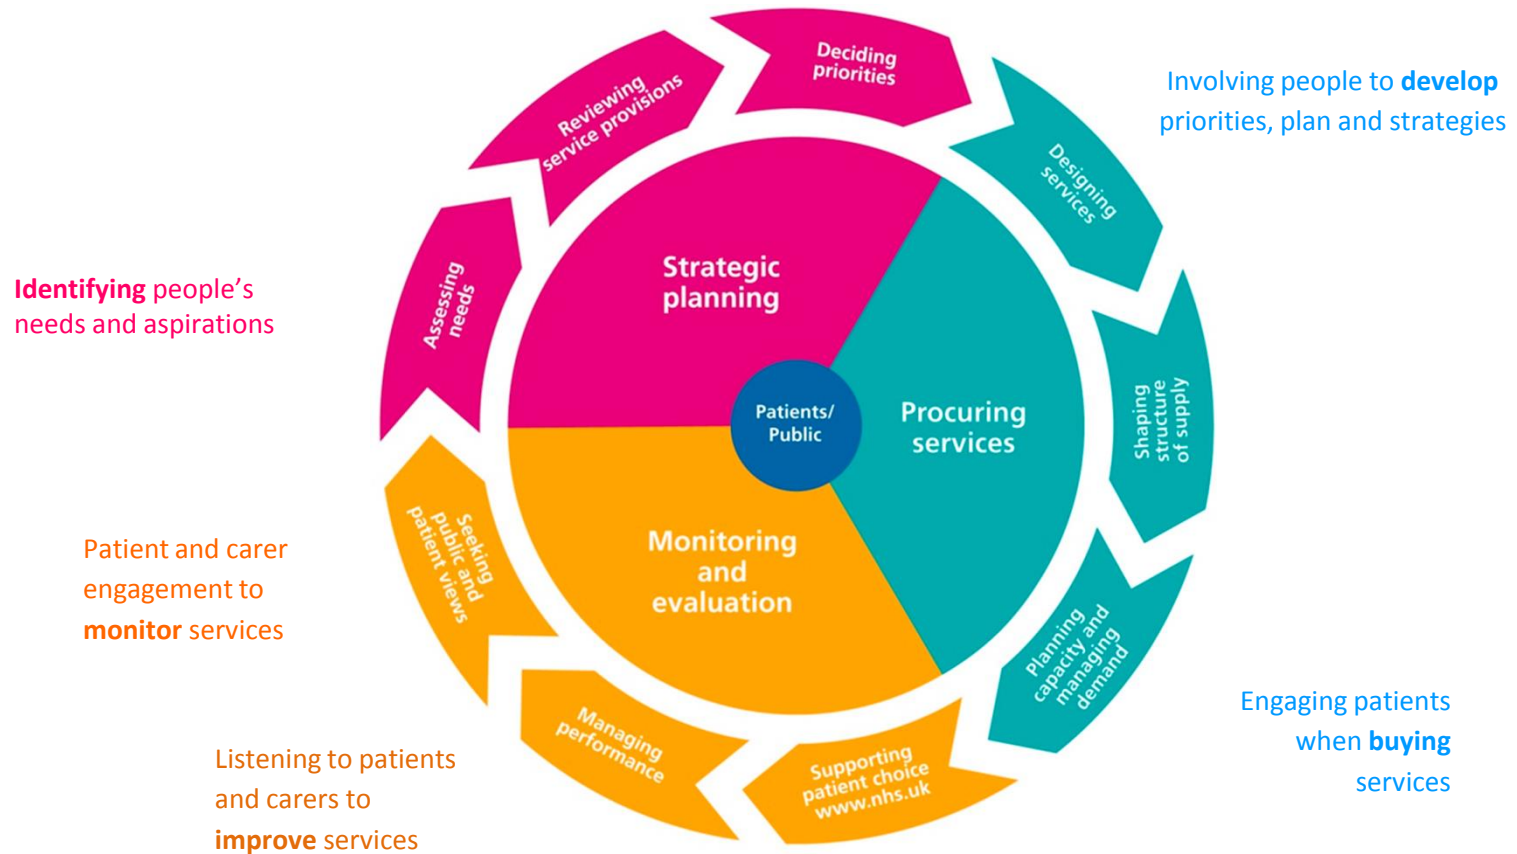 Deciding
priorities
Reviewing
service provisions
Assessing
needs
Designing
services
Shaping
structure
of supply
Planning
capacity and
managing
demand
Supporting
patient choice
www.nhs.uk
Managing
performance
Seeking
public and
patient views
Strategic
planning
Procuring
services
Monitoring
and
evaluation
Patients/
Public
Involving people to develop
priorities, plan and strategies
Identifying people’s
needs and aspirations
Patient and carer
engagement to
monitor services
Listening to patients
and carers to
improve services
Engaging patients
when buying
services